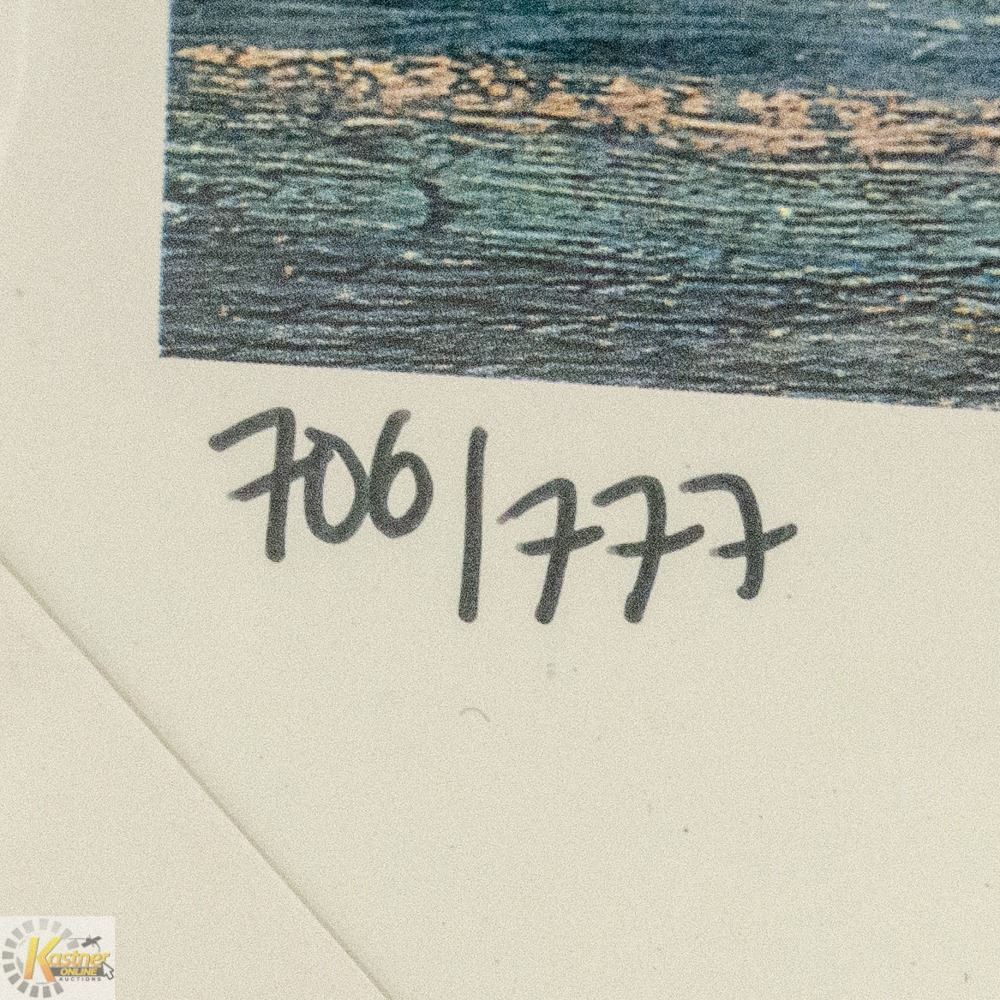 706/777
Kastner
ONLINE
AUCTIONS